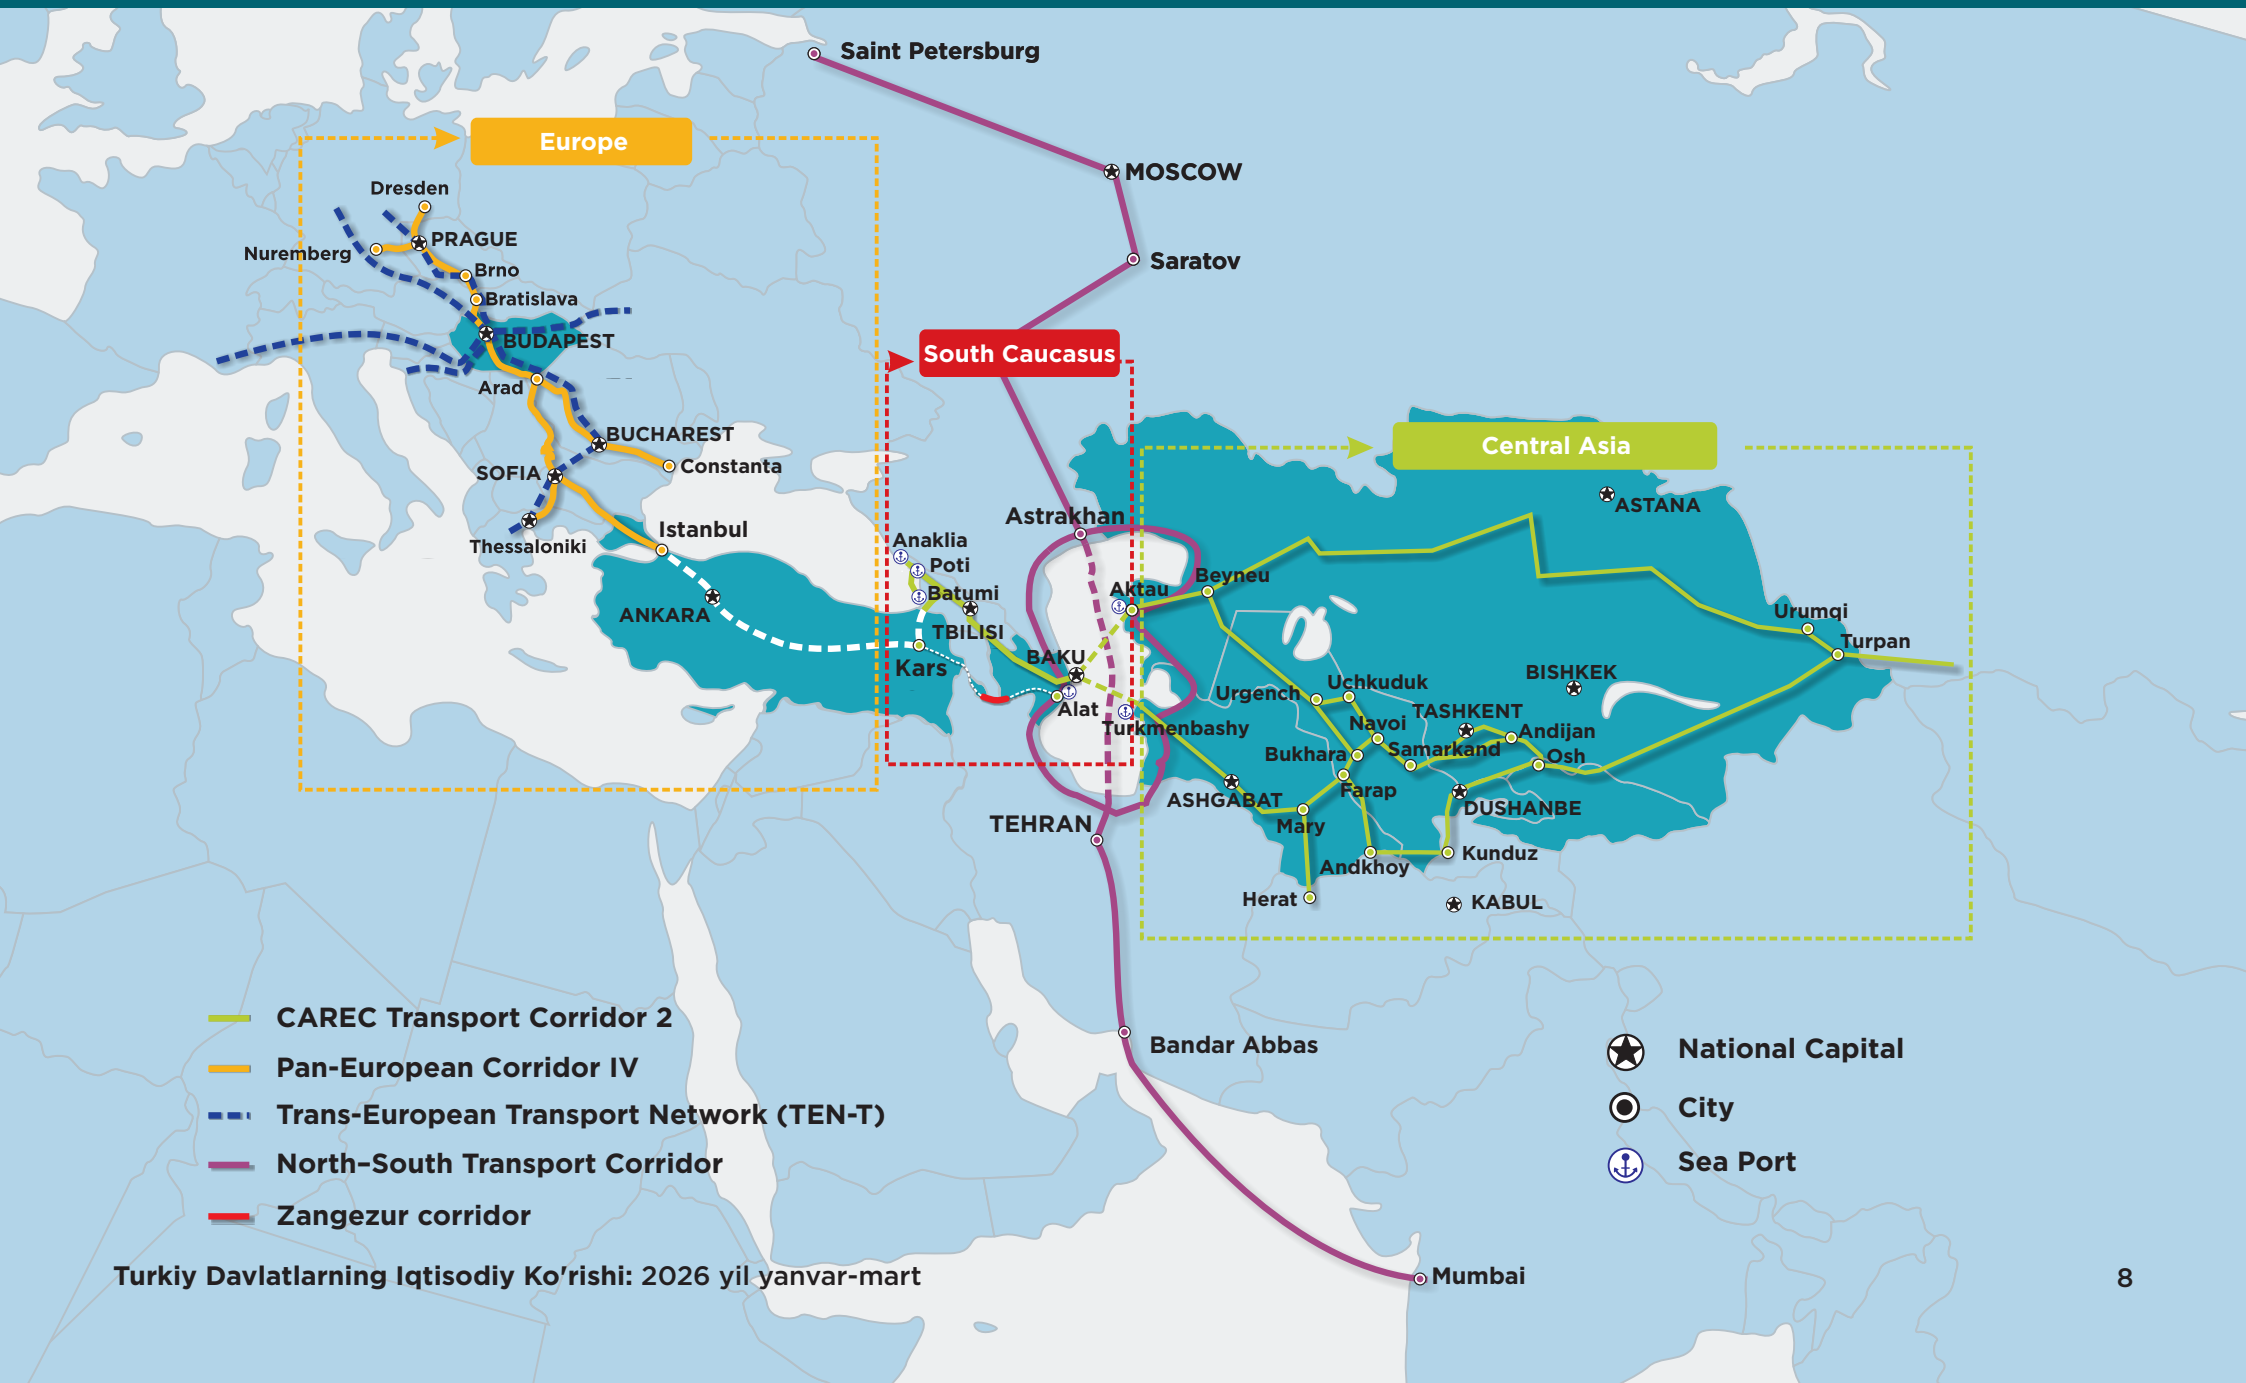 Saint Petersburg
Europe
MOSCOW
Dresden
PRAGUE
Nuremberg
Saratov
Brno
Bratislava
BUDAPEST
South Caucasus
Arad
BUCHAREST
Central Asia
SOFIA
Constanta
ASTANA
Astrakhan
Istanbul
Thessaloniki
Anaklia
Poti
Beyneu
Aktau
Batumi
ANKARA
Urumqi
TBILISI
Turpan
BAKU
Kars
BISHKEK
Uchkuduk
Urgench
Alat
TASHKENT
Navoi
Turkmenbashy
Andijan
Samarkand
Bukhara
Osh
Farap
ASHGABAT
DUSHANBE
TEHRAN
Mary
Kunduz
Andkhoy
Herat
KABUL
CAREC Transport Corridor 2
Bandar Abbas
National Capital
Pan-European Corridor IV
City
Trans-European Transport Network (TEN-T)
North–South Transport Corridor
Sea Port
Zangezur corridor
Mumbai
Turkiy Davlatlarning Iqtisodiy Ko'rishi: 2026 yil yanvar-mart
8